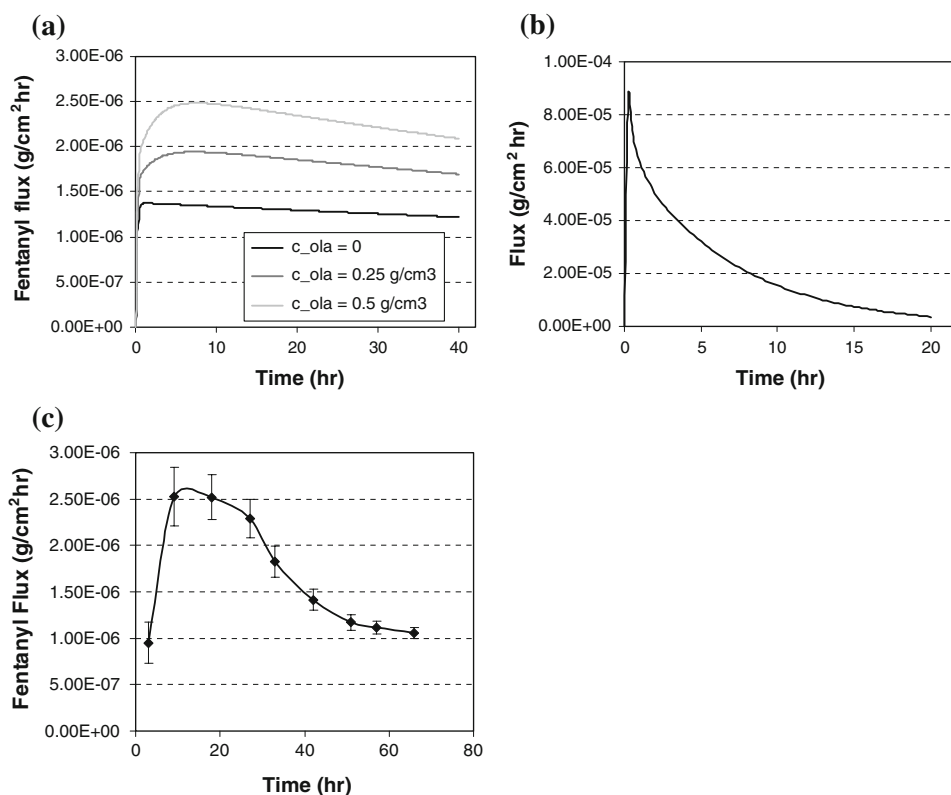 (a)
Fentanyl flux (g/cm²hr)
3.00E-06
2.50E-06
2.00E-06
1.50E-06
1.00E-06
5.00E-07
0.00E+00
c_ola = 0
c_ola = 0.25 g/cm3
c_ola = 0.5 g/cm3
0 10 20 30 40
Time (hr)
(b)
Flux (g/cm² hr)
1.00E-04
8.00E-05
6.00E-05
4.00E-05
2.00E-05
0.00E+00
0 5 10 15 20
Time (hr)
(c)
Fentanyl Flux (g/cm²hr)
3.00E-06
2.50E-06
2.00E-06
1.50E-06
1.00E-06
5.00E-07
0.00E+00
0 20 40 60 80
Time (hr)